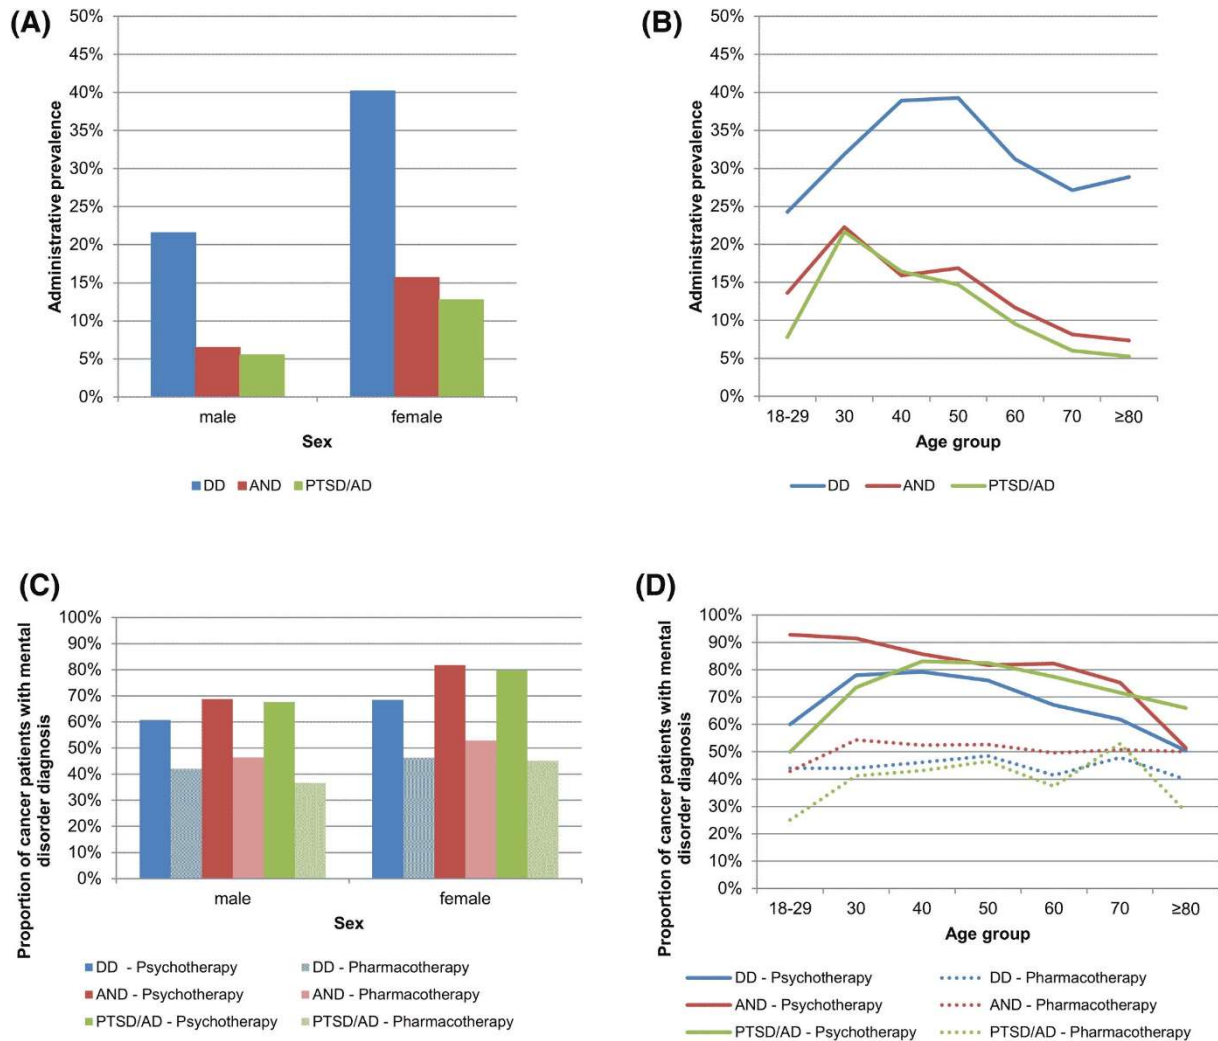 (A)
Administrative prevalence
50%
45%
40%
35%
30%
25%
20%
15%
10%
5%
0%
male female
Sex
DD AND PTSD/AD
(B)
Administrative prevalence
50%
45%
40%
35%
30%
25%
20%
15%
10%
5%
0%
18-29 30 40 50 60 70 ≥80
Age group
DD AND PTSD/AD
(C)
Proportion of cancer patients with mental
disorder diagnosis
100%
90%
80%
70%
60%
50%
40%
30%
20%
10%
0%
male female
Sex
DD - Psychotherapy DD - Pharmacotherapy
AND - Psychotherapy AND - Pharmacotherapy
PTSD/AD - Psychotherapy PTSD/AD - Pharmacotherapy
(D)
Proportion of cancer patients with mental
disorder diagnosis
100%
90%
80%
70%
60%
50%
40%
30%
20%
10%
0%
18-29 30 40 50 60 70 ≥80
Age group
DD - Psychotherapy DD - Pharmacotherapy
AND - Psychotherapy AND - Pharmacotherapy
PTSD/AD - Psychotherapy PTSD/AD - Pharmacotherapy